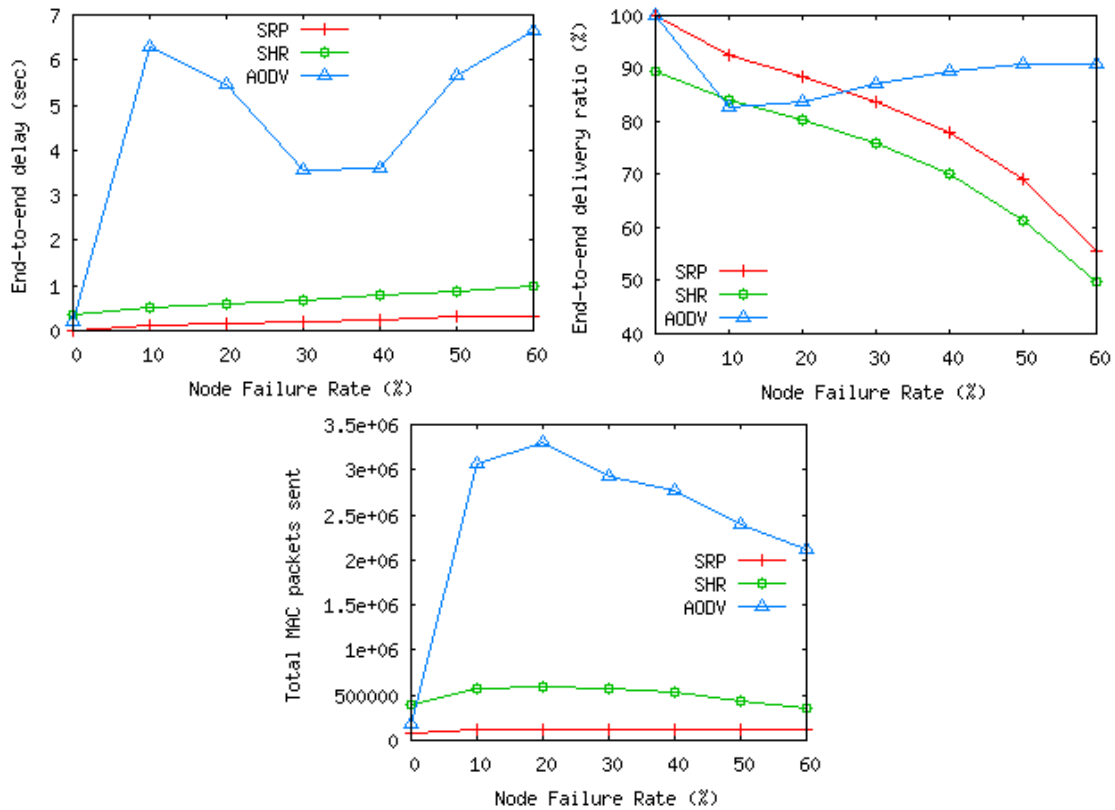 End-to-end delay (sec)
7
6
5
4
3
2
1
0
SRP
SHR
AODV
0 10 20 30 40 50 60
Node Failure Rate (%)
End-to-end delivery ratio (%)
100
90
80
70
60
50
40
SRP
SHR
AODV
0 10 20 30 40 50 60
Node Failure Rate (%)
Total MAC packets sent
3.5e+06
3e+06
2.5e+06
2e+06
1.5e+06
1e+06
500000
0
SRP
SHR
AODV
0 10 20 30 40 50 60
Node Failure Rate (%)